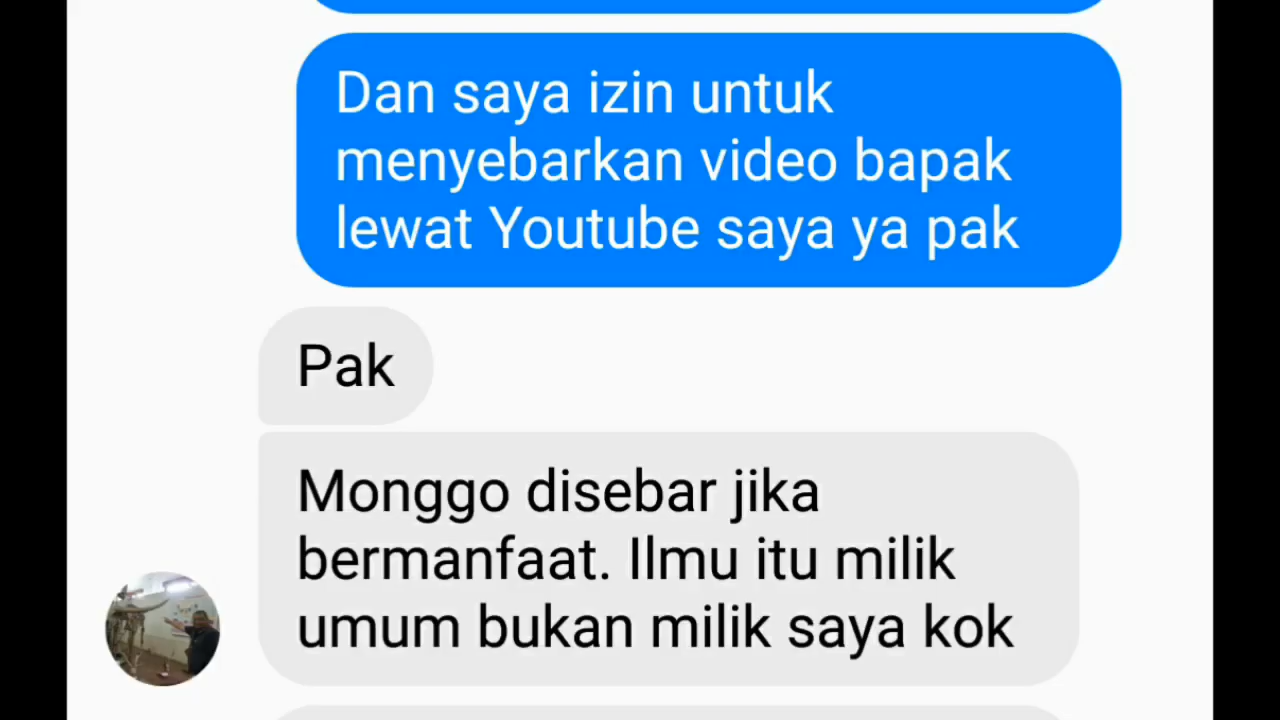 Dan saya izin untuk
menyebarkan video bapak
lewat Youtube saya ya pak
Pak
Monggo disebar jika
bermanfaat. Ilmu itu milik
umum bukan milik saya kok